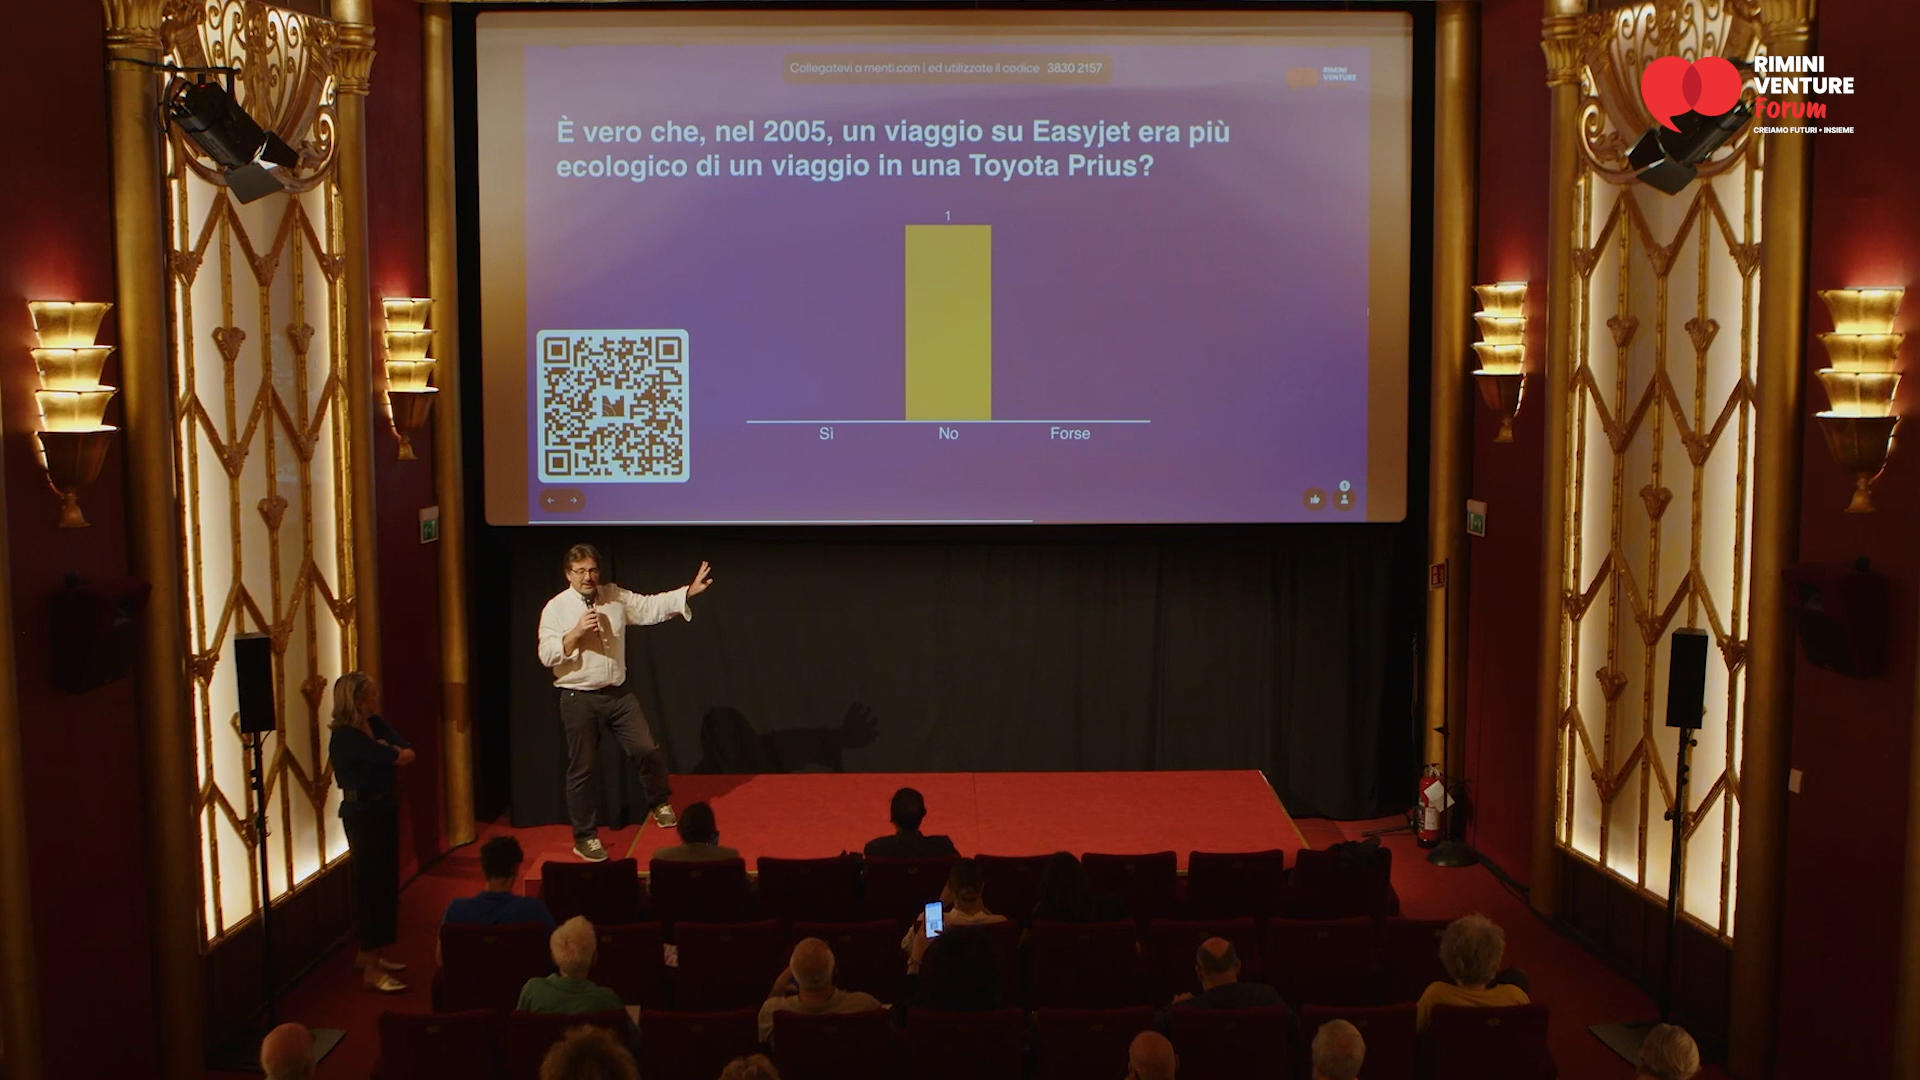 Collegatevi a menti.com | ed utilizzate il codice 3830 2157
RIMINI
VENTURE
È vero che, nel 2005, un viaggio su Easyjet era più
ecologico di un viaggio in una Toyota Prius?
1
Sì
No
Forse
1
RIMINI
VENTURE
Forum
CREIAMO FUTURI • INSIEME